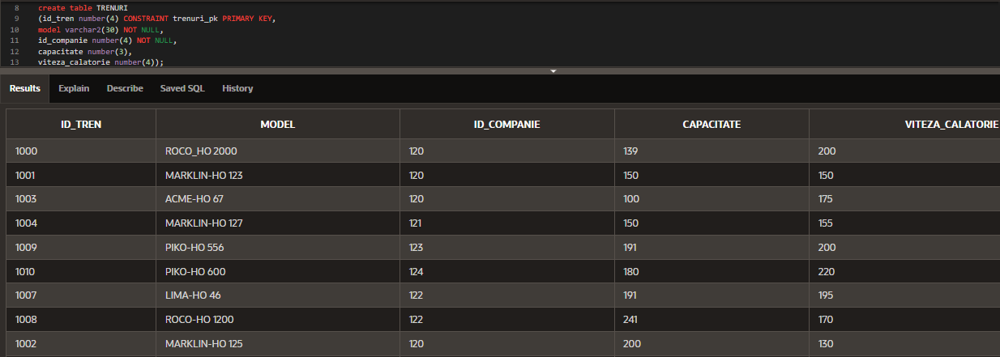 8 create table TRENURI
9 (id_tren number(4) CONSTRAINT trenuri_pk PRIMARY KEY,
10 model varchar2(30) NOT NULL,
11 id_companie number(4) NOT NULL,
12 capacitate number(3),
13 viteza_calatorie number(4));
Results Explain Describe Saved SQL History
ID_TREN MODEL ID_COMPANIE CAPACITATE VITEZA_CALATORIE
1000 ROCO_HO 2000 120 139 200
1001 MARKLIN-HO 123 120 150 150
1003 ACME-HO 67 120 100 175
1004 MARKLIN-HO 127 121 150 155
1009 PIKO-HO 556 123 191 200
1010 PIKO-HO 600 124 180 220
1007 LIMA-HO 46 122 191 195
1008 ROCO-HO 1200 122 241 170
1002 MARKLIN-HO 125 120 200 130